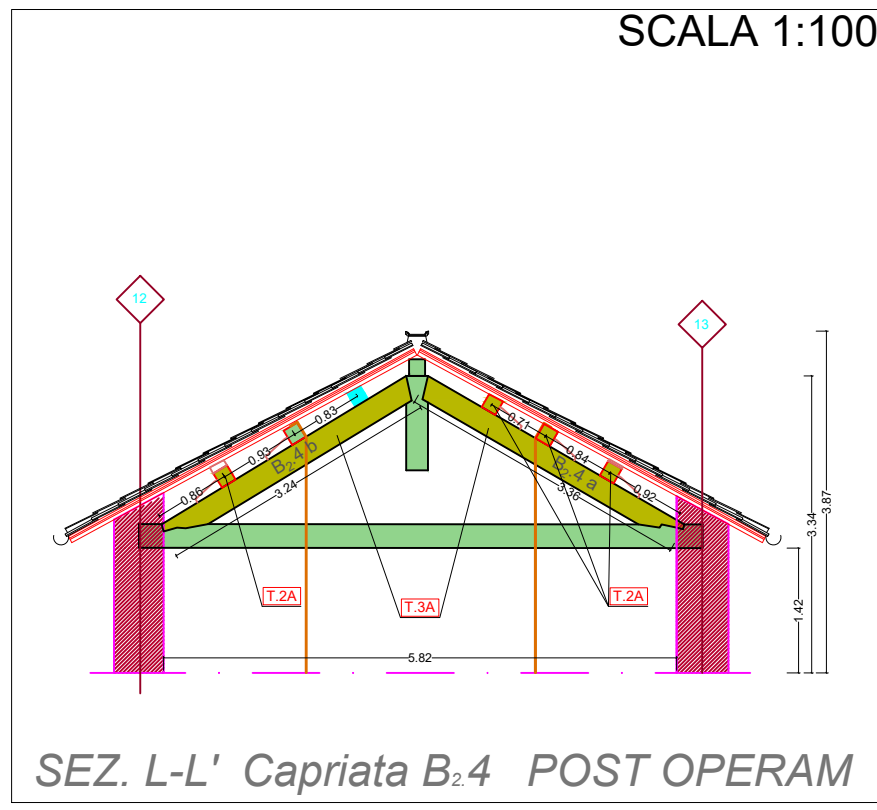 SCALA 1:100
12
13
0.83
0.93
0.86
B2.4 b
3.24
0.71
0.84
0.92
B2.4 a
3.36
3.87
3.34
1.42
T.2A
T.3A
T.2A
5.82
SEZ. L-L' Capriata B2.4 POST OPERAM